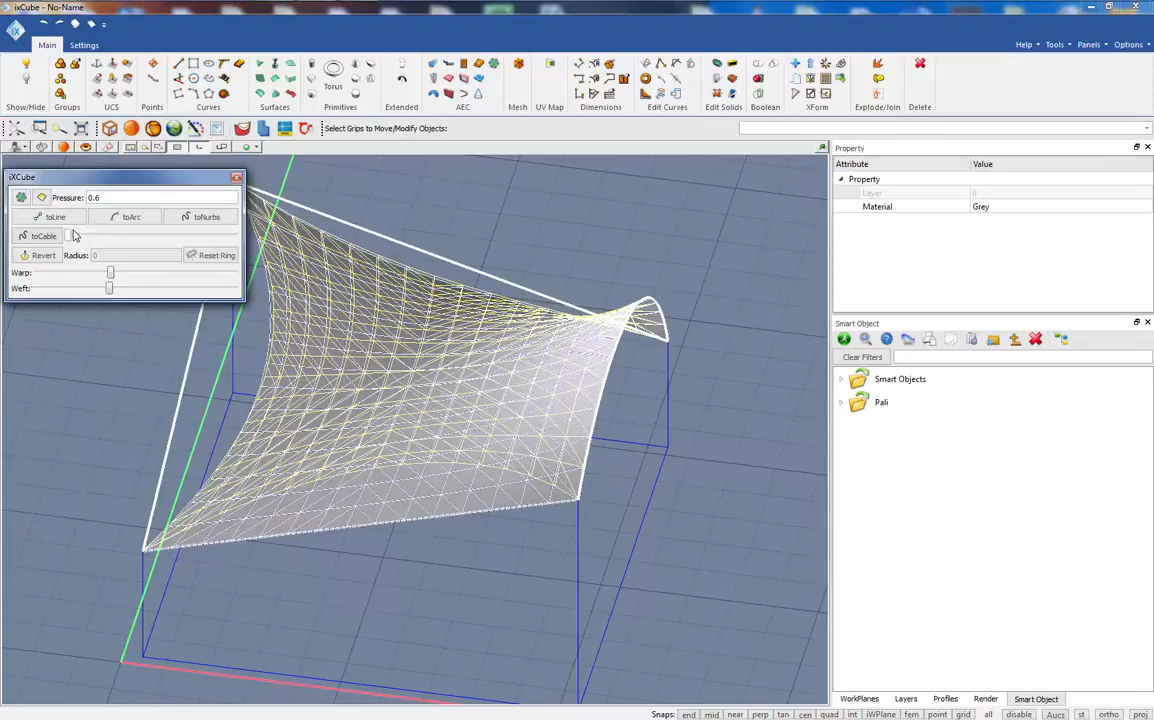 ixCube - No-Name
Main Settings
Help Tools Panels Options
Show/Hide Groups UCS Points Curves Surfaces Torus Primitives Extended AEC Mesh UV Map Dimensions Edit Curves Edit Solids Boolean XForm Explode/Join Delete
Select Grips to Move/Modify Objects:
iXCube
Pressure: 0.6
toLine toArc toNurbs
toCable
Revert Radius: 0 Reset Ring
Warp:
Weft:
Property
Attribute Value
Property
Layer 0
Material Grey
Smart Object
Clear Filters
Smart Objects
Pali
WorkPlanes Layers Profiles Render Smart Object
Snaps: end mid near perp tan cen quad int iWPlane fem point grid all disable Aucs st ortho proj